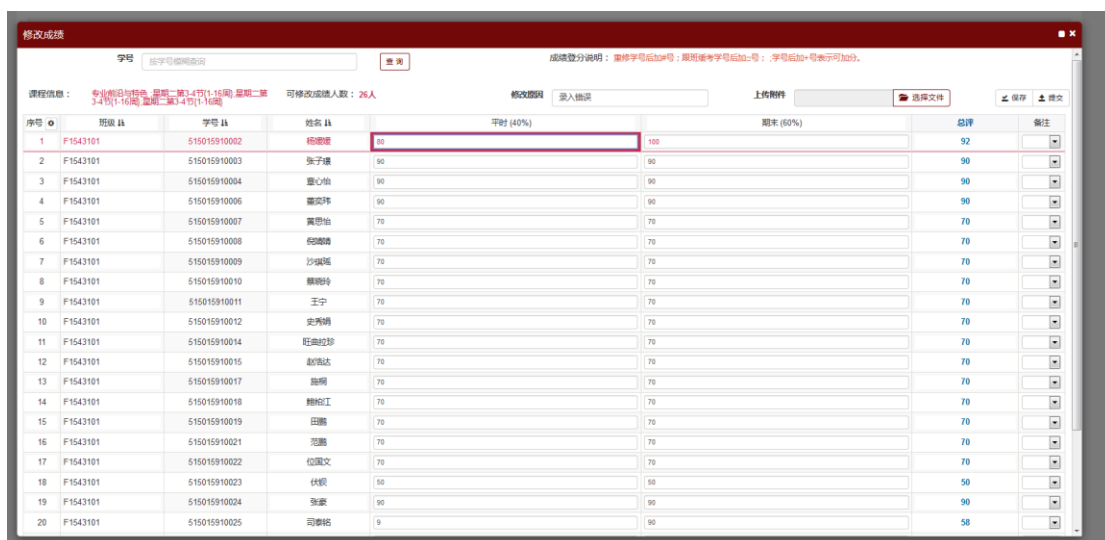 修改成绩
学号 按学号模糊查询 查 询 成绩登分说明： 重修学号后加#号；跟班缓考学号后加~号； ;学号后加+号表示可加分。
课程信息： 专业前沿与特色 ;星期二第3-4节(1-16周).星期二第3-4节(1-16周).星期二第3-4节(1-16周) 可修改成绩人数： 26人 修改原因 录入错误 上传附件 选择文件 保存 提交
序号 班级 学号 姓名 平时 (40%) 期末 (60%) 总评 备注
1 F1543101 515015910002 杨媛媛 80 100 92
2 F1543101 515015910003 张子璟 90 90 90
3 F1543101 515015910004 童心怡 90 90 90
4 F1543101 515015910006 董奕玮 90 90 90
5 F1543101 515015910007 黄思怡 70 70 70
6 F1543101 515015910008 倪晴晴 70 70 70
7 F1543101 515015910009 沙琪瑶 70 70 70
8 F1543101 515015910010 蔡晓玲 70 70 70
9 F1543101 515015910011 王宁 70 70 70
10 F1543101 515015910012 史秀娟 70 70 70
11 F1543101 515015910014 旺曲拉珍 70 70 70
12 F1543101 515015910015 赵浩达 70 70 70
13 F1543101 515015910017 施桐 70 70 70
14 F1543101 515015910018 鲍柏江 70 70 70
15 F1543101 515015910019 田鹏 70 70 70
16 F1543101 515015910021 范鹏 70 70 70
17 F1543101 515015910022 位国文 70 70 70
18 F1543101 515015910023 50 50 50
19 F1543101 515015910024 张豪 90 90 90
20 F1543101 515015910025 司泰铭 9 90 58